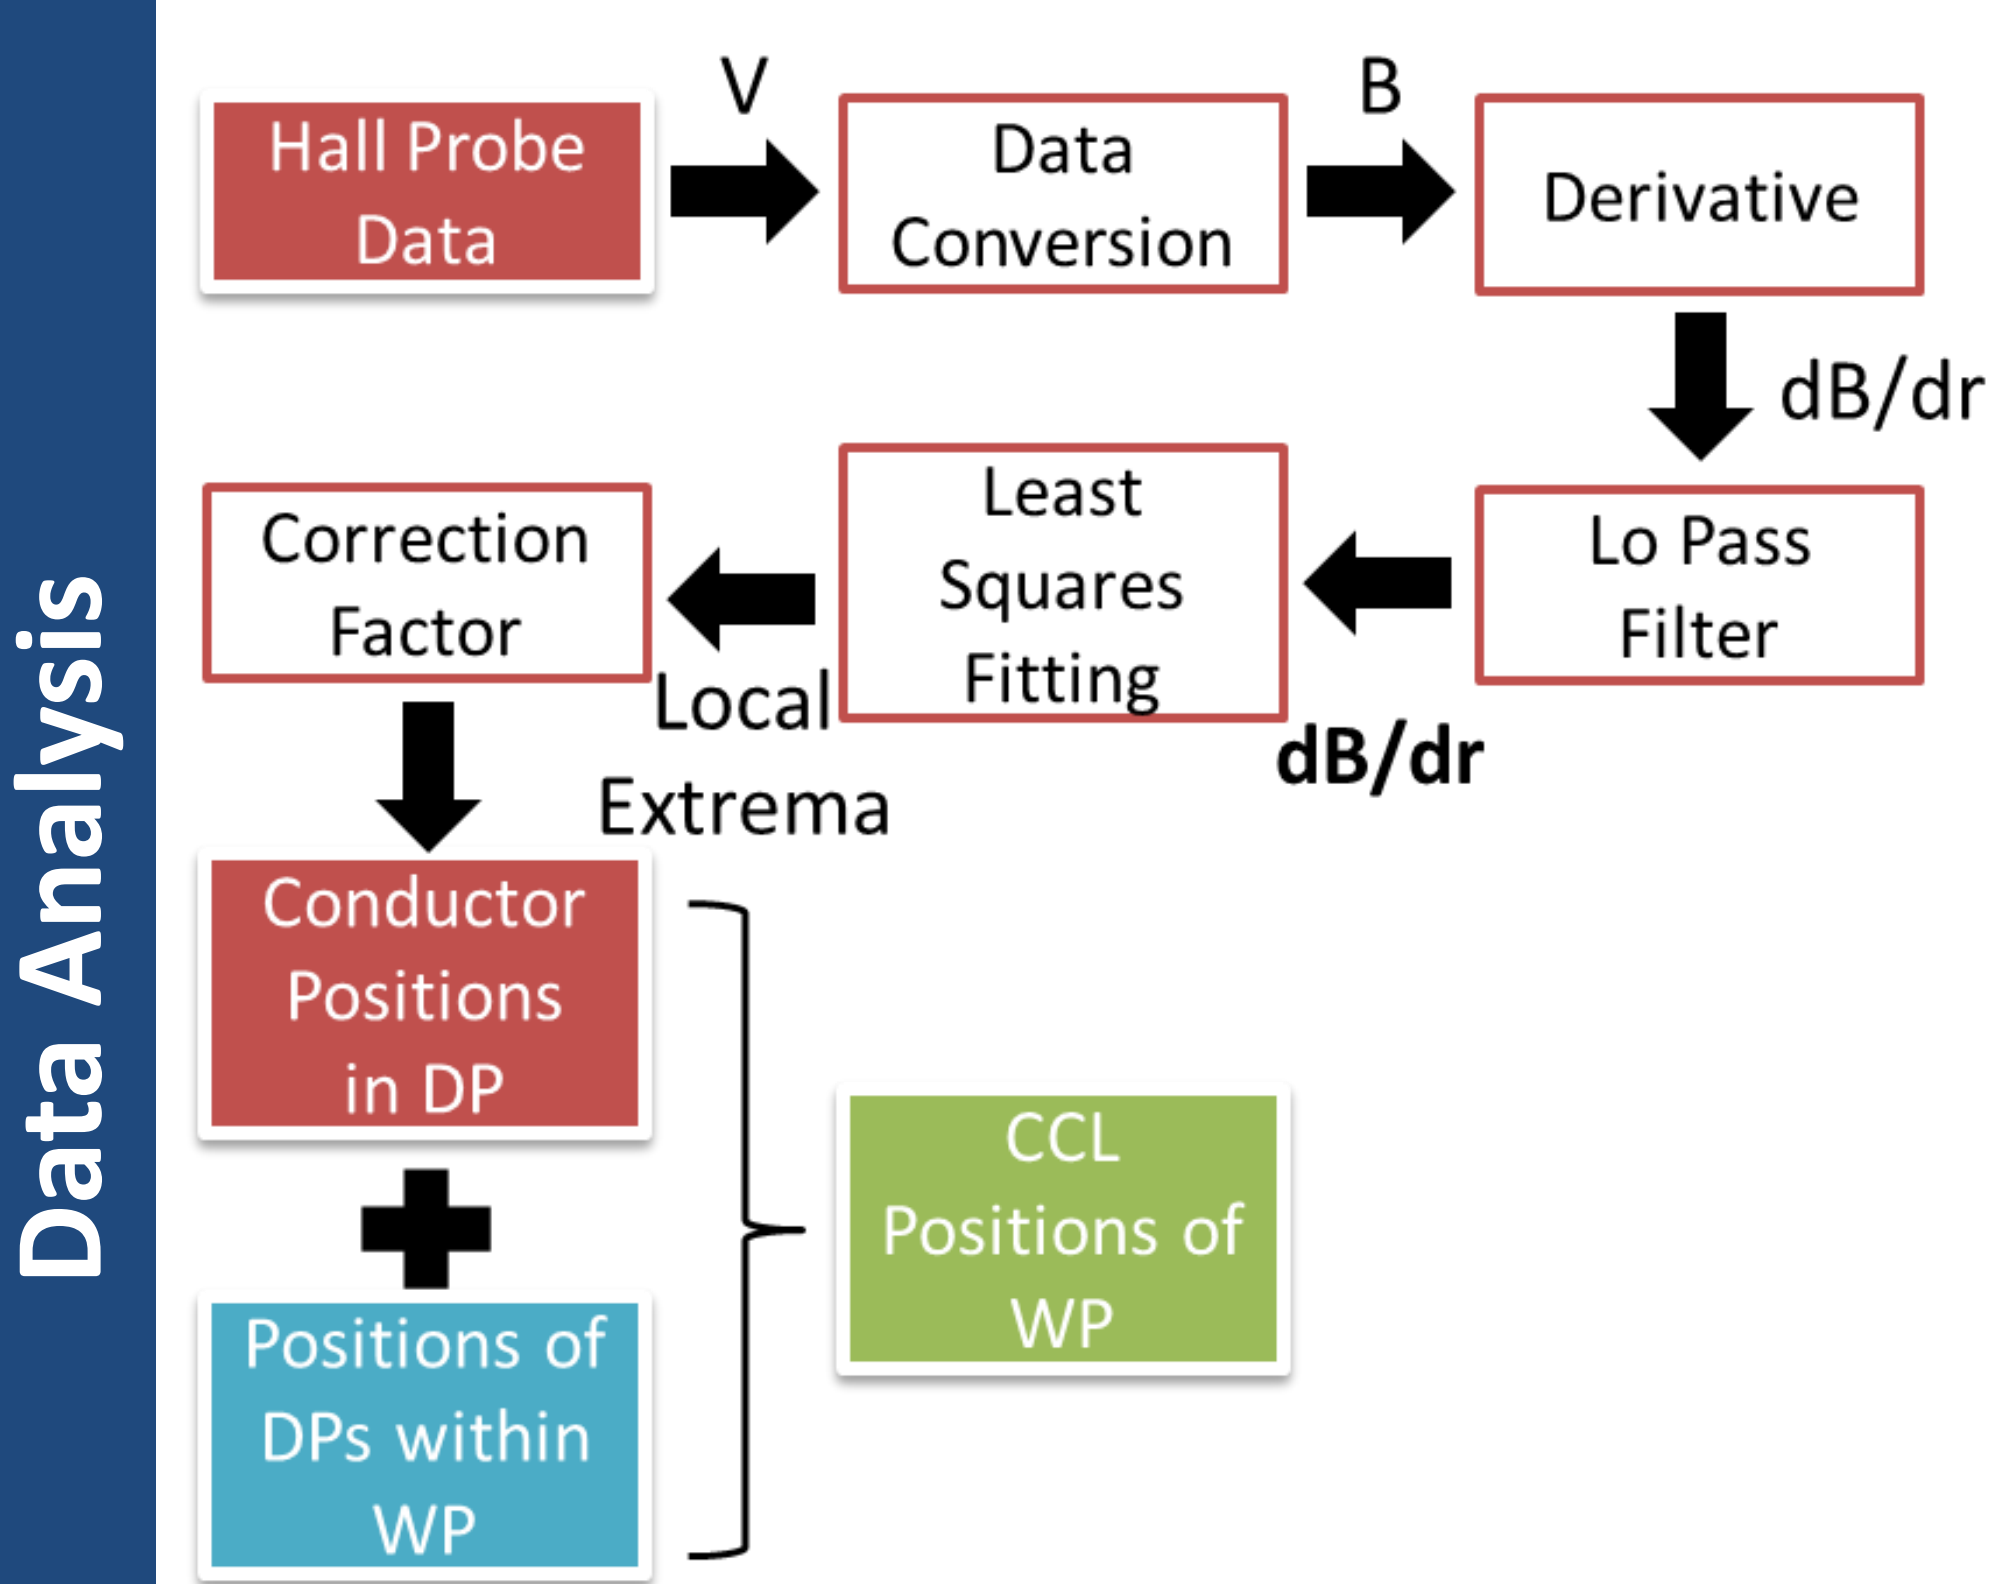 Data Analysis
Hall Probe
Data
V
Data
Conversion
B
Derivative
dB/dr
Lo Pass
Filter
dB/dr
Least
Squares
Fitting
Local
Extrema
Correction
Factor
Conductor
Positions
in DP
Positions of
DPs within
WP
CCL
Positions of
WP